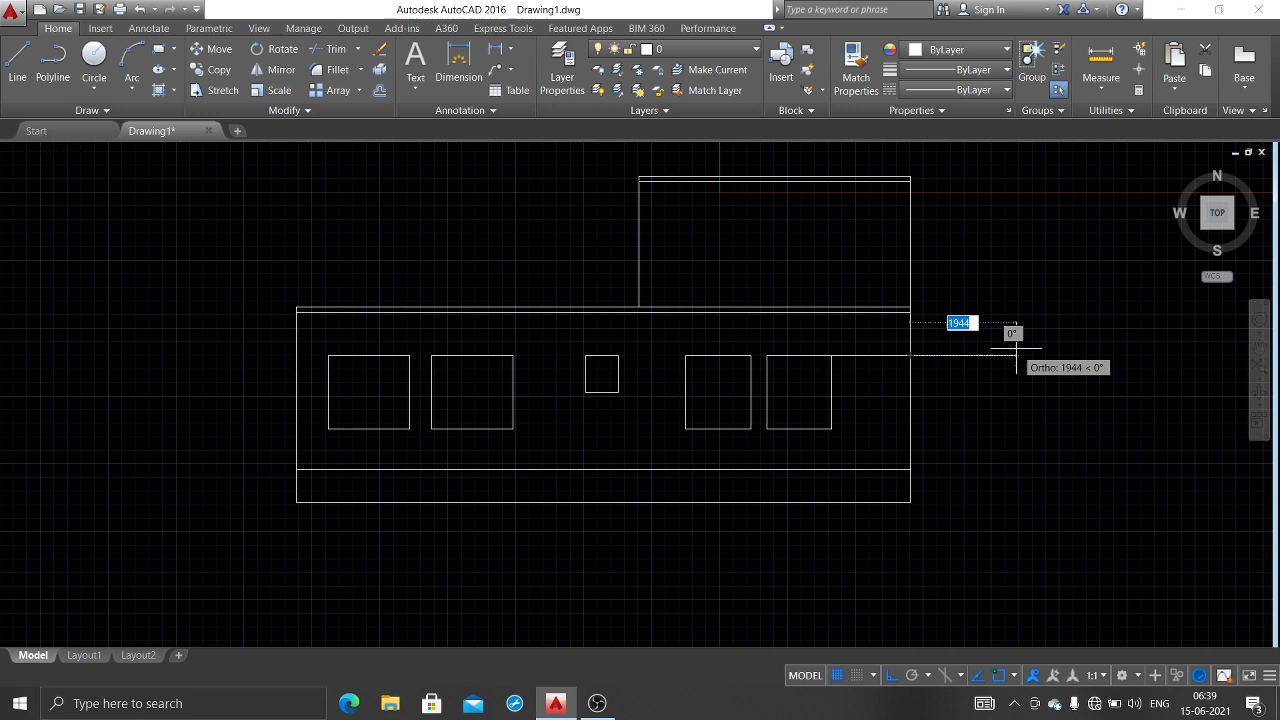 Autodesk AutoCAD 2016 Drawing1.dwg
Type a keyword or phrase
Sign In
Home Insert Annotate Parametric View Manage Output Add-ins A360 Express Tools Featured Apps BIM 360 Performance
Line
Polyline
Circle
Arc
Move
Rotate
Trim
Copy
Mirror
Fillet
Stretch
Scale
Array
Text
Dimension
Table
Layer
Properties
0
Make Current
Match Layer
Insert
Match
Properties
ByLayer
ByLayer
ByLayer
Group
Measure
Paste
Base
Draw
Modify
Annotation
Layers
Block
Properties
Groups
Utilities
Clipboard
View
Start
Drawing1*
N
W
TOP
E
S
WCS
1944
0°
Ortho: 1944 < 0°
Model Layout1 Layout2
MODEL
1:1
Type here to search
ENG
06:39
15-06-2021
3